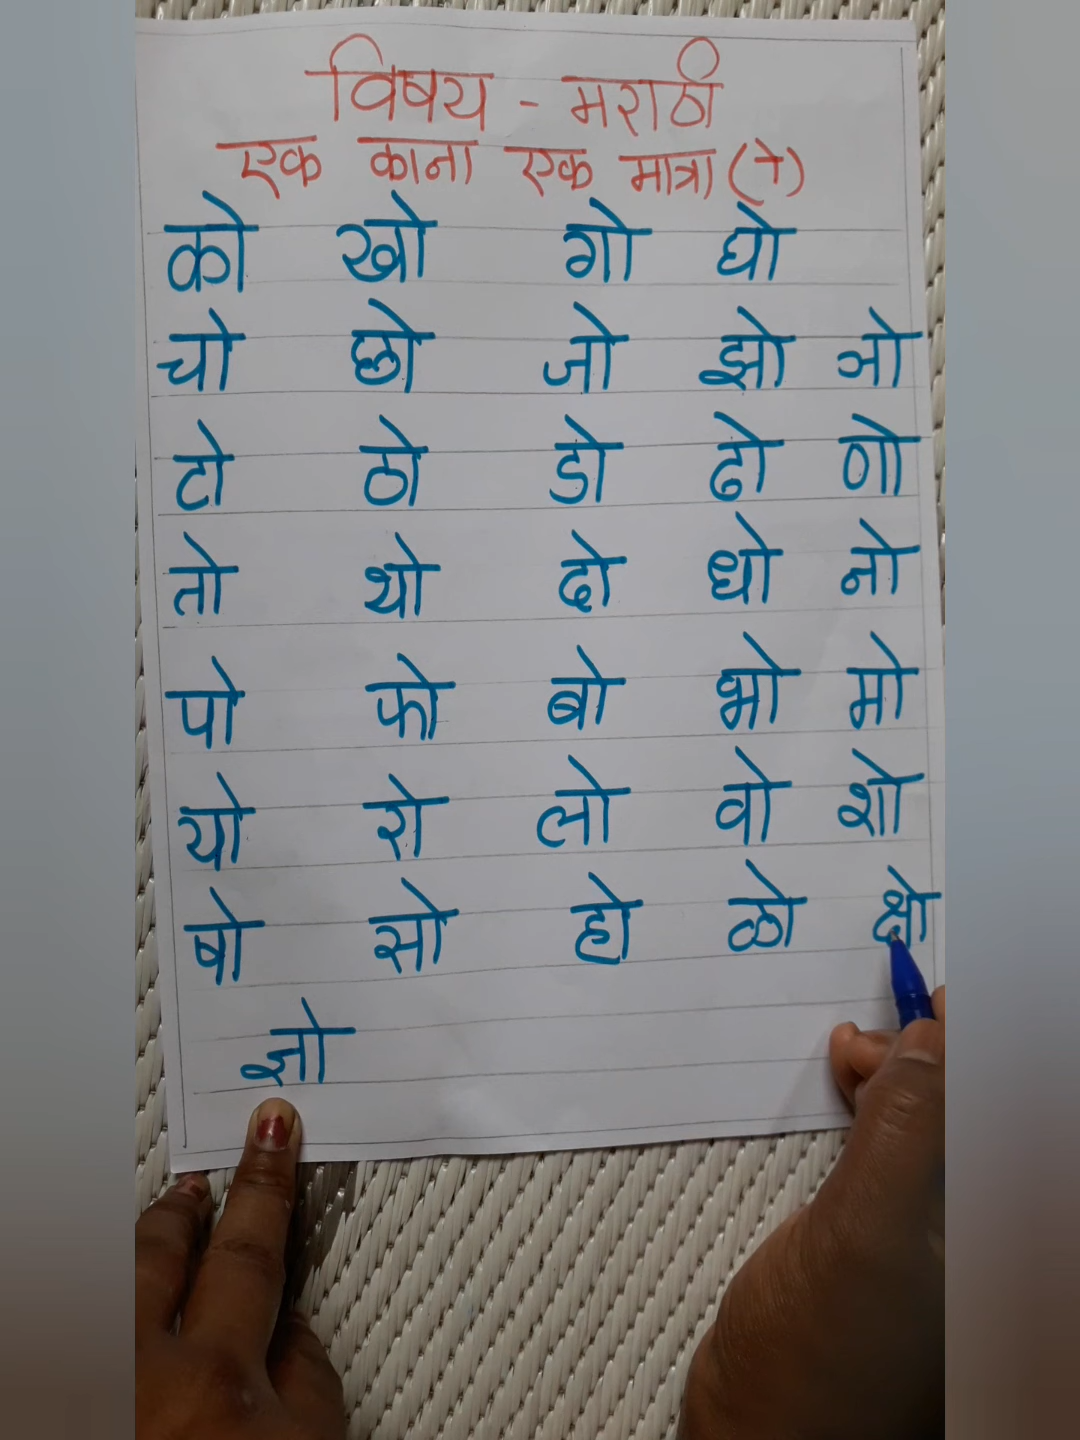 विषय - मराठी
एक काना एक मात्रा (ो)
को खो गो घो
चो छो जो झो ञो
टो ठो डो ढो णो
तो थो दो धो नो
पो फो बो भो मो
यो रो लो वो शो
षो सो हो ळो क्षो
ज्ञो